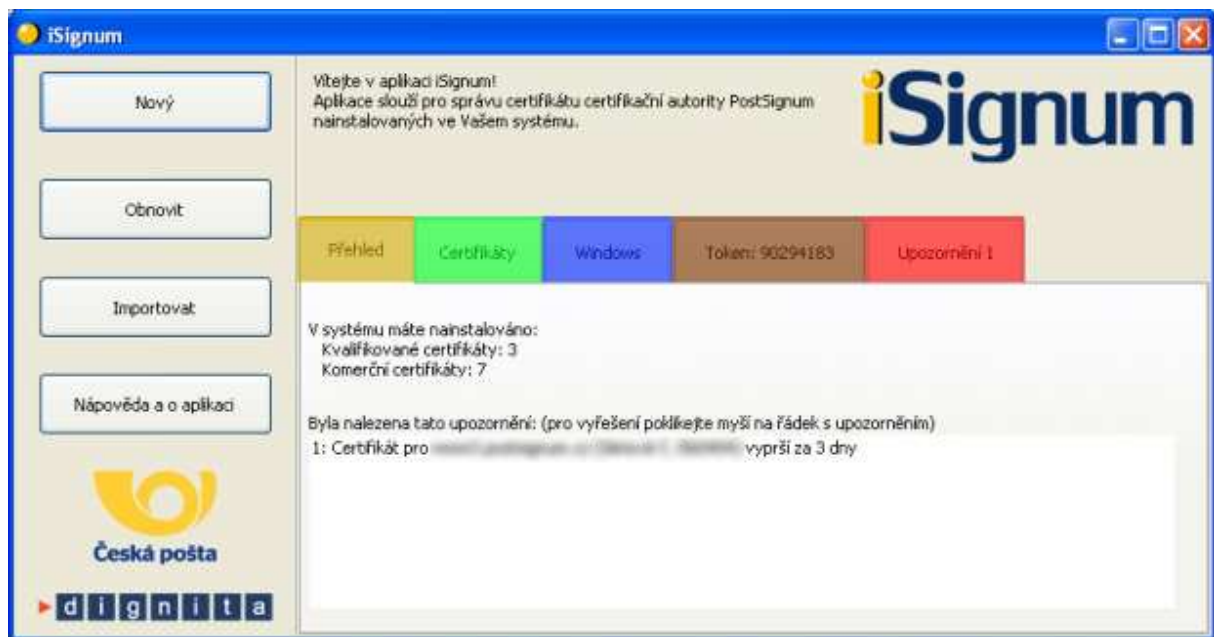 iSignum
Nový
Obnovit
Importovat
Nápověda a o aplikaci
Česká pošta
dignita
Vítejte v aplikaci iSignum!
Aplikace slouží pro správu certifikátu certifikační autority PostSignum
nainstalovaných ve Vašem systému.
iSignum
Přehled
Certifikáty
Windows
Token: 90294183
Upozornění 1
V systému máte nainstalováno:
Kvalifikované certifikáty: 3
Komerční certifikáty: 7
Byla nalezena tato upozornění: (pro vyřešení poklikejte myší na řádek s upozorněním)
1: Certifikát pro vyprší za 3 dny